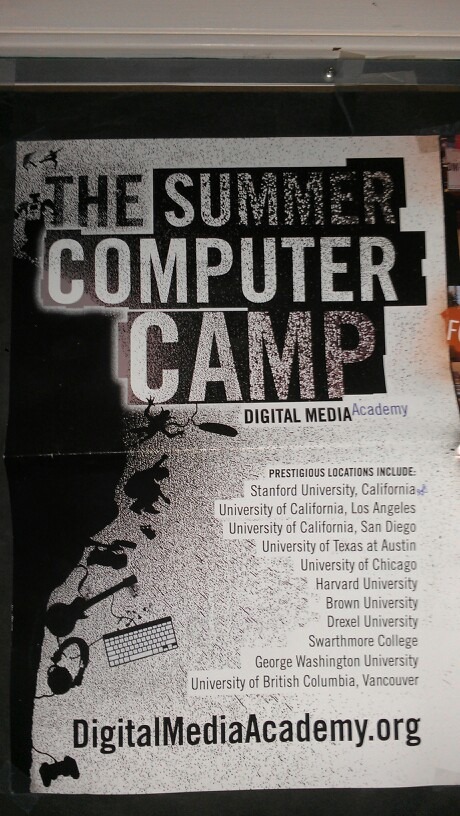 THE SUMMER
COMPUTER
CAMP
DIGITAL MEDIA Academy
PRESTIGIOUS LOCATIONS INCLUDE:
Stanford University, California
University of California, Los Angeles
University of California, San Diego
University of Texas at Austin
University of Chicago
Harvard University
Brown University
Drexel University
Swarthmore College
George Washington University
University of British Columbia, Vancouver
DigitalMediaAcademy.org